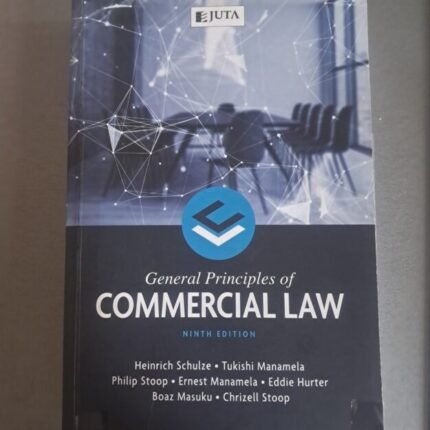 JUTA
General Principles of
COMMERCIAL LAW
NINTH EDITION
Heinrich Schulze • Tukishi Manamela
Philip Stoop • Ernest Manamela • Eddie Hurter
Boaz Masuku • Chrizell Stoop